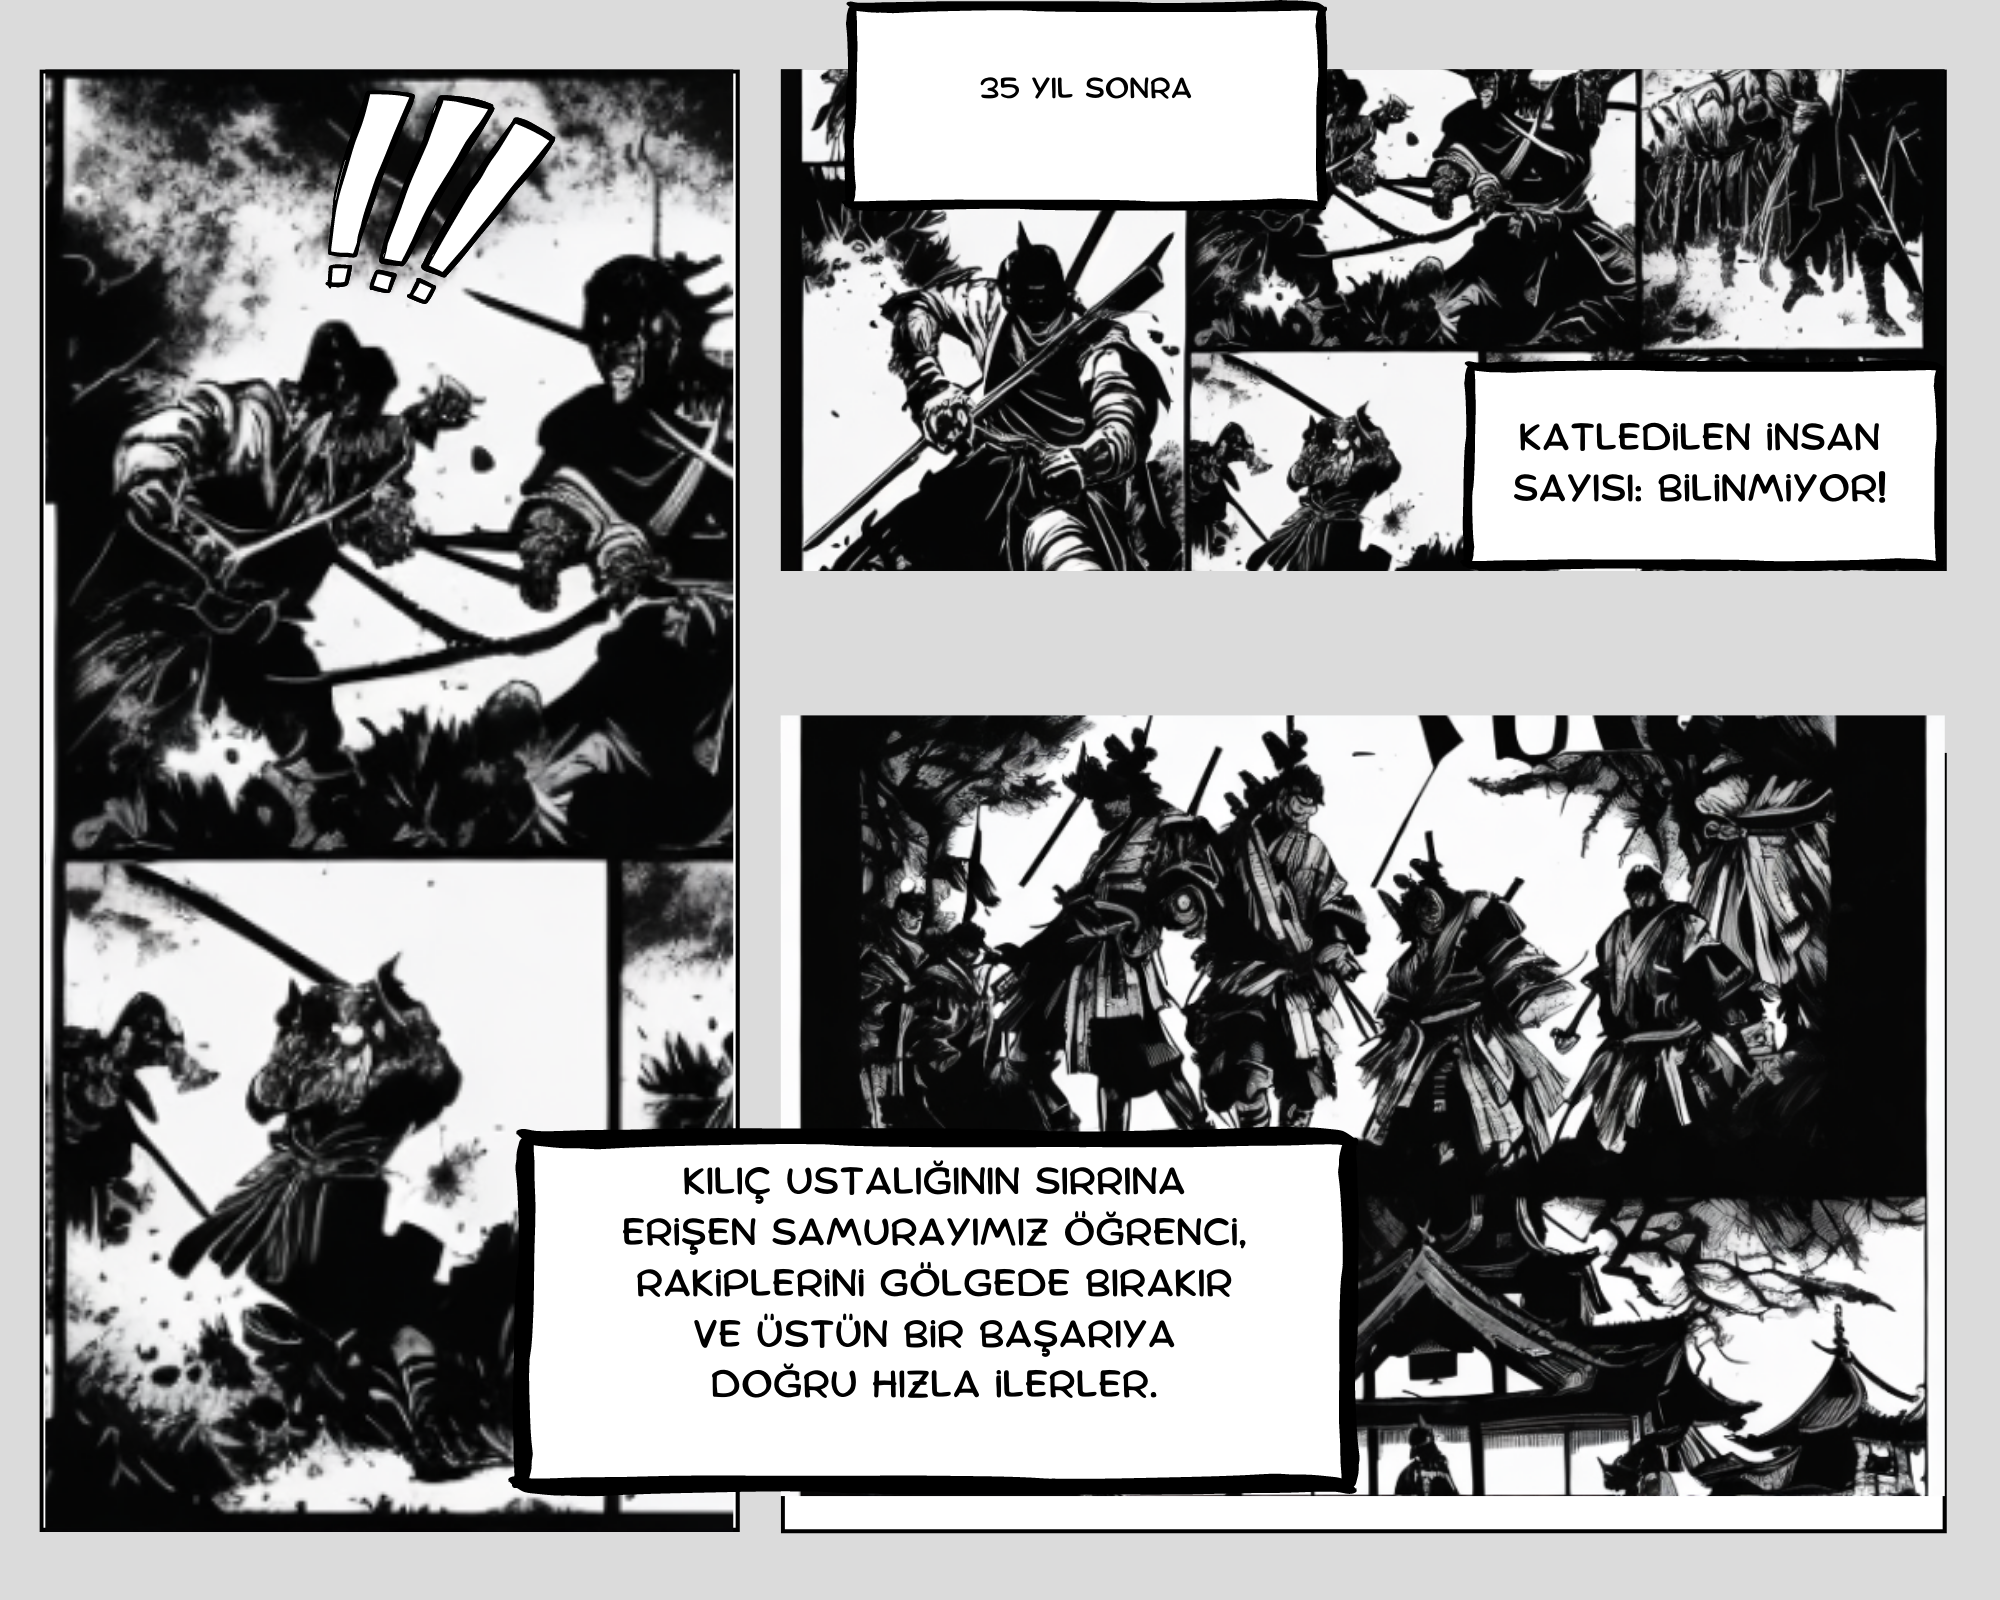 !!!
35 YIL SONRA
KATLEDİLEN İNSAN
SAYISI: BİLİNMİYOR!
KILIÇ USTALIĞININ SIRRINA
ERİŞEN SAMURAYIMIZ ÖĞRENCİ,
RAKİPLERİNİ GÖLGEDE BIRAKIR
VE ÜSTÜN BİR BAŞARIYA
DOĞRU HIZLA İLERLER.